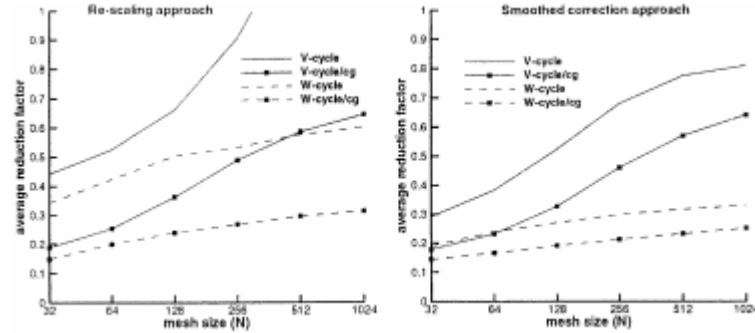 Re-scaling approach
1
0.9
0.8
0.7
0.6
0.5
0.4
0.3
0.2
0.1
0
average reduction factor
V-cycle
V-cycle/cg
W-cycle
W-cycle/cg
32 64 128 256 512 1024
mesh size (N)
Smoothed correction approach
1
0.9
0.8
0.7
0.6
0.5
0.4
0.3
0.2
0.1
0
average reduction factor
V-cycle
V-cycle/cg
W-cycle
W-cycle/cg
32 64 128 256 512 1024
mesh size (N)